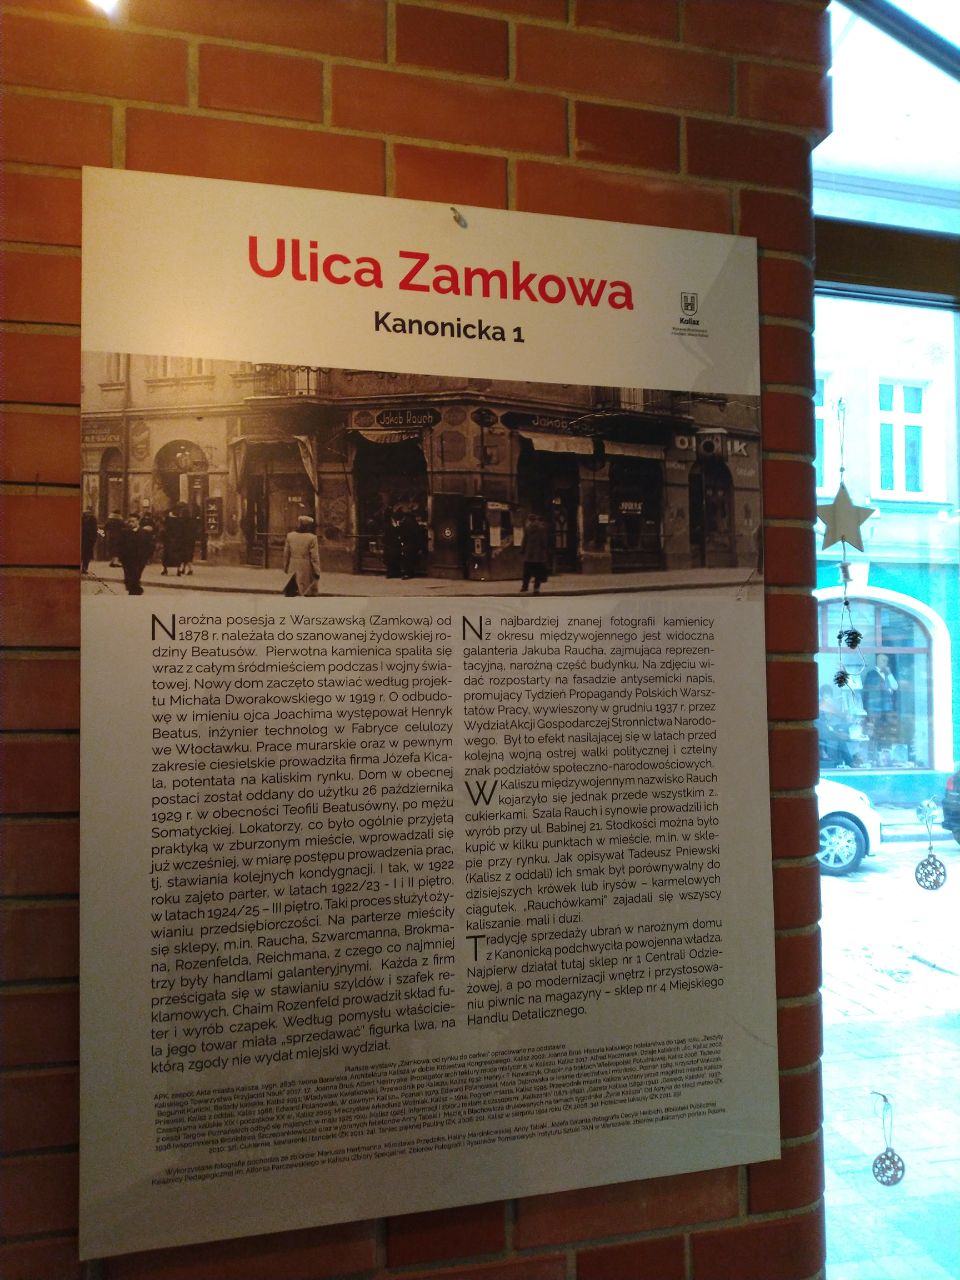 Ulica Zamkowa
Kanonicka 1
Kalisz
Jakob Rauch
Jakob Rauch
Narożna posesja z Warszawską (Zamkową) od
1878 r. należała do szanowanej żydowskiej ro-
dziny Beatusów. Pierwotna kamienica spaliła się
wraz z całym śródmieściem podczas I wojny świa-
towej. Nowy dom zaczęto stawiać według projek-
tu Michała Dworakowskiego w 1919 r. O odbudo-
wę w imieniu ojca Joachima występował Henryk
Beatus, inżynier technolog w Fabryce celulozy
we Włocławku. Prace murarskie oraz w pewnym
zakresie ciesielskie prowadziła firma Józefa Kica-
la, potentata na kaliskim rynku. Dom w obecnej
postaci został oddany do użytku 26 października
1929 r. w obecności Teofili Beatusówny, po mężu
Somatyckiej. Lokatorzy, co było ogólnie przyjętą
praktyką w zburzonym mieście, wprowadzali się
już wcześniej, w miarę postępu prowadzenia prac,
tj. stawiania kolejnych kondygnacji. I tak, w 1922
roku zajęto parter, w latach 1922/23 - I i II piętro,
w latach 1924/25 – III piętro. Taki proces służył oży-
wianiu przedsiębiorczości. Na parterze mieściły
się sklepy, m.in. Raucha, Szwarcmanna, Brokma-
na, Rozenfelda, Reichmana, z czego co najmniej
trzy były handlami galanteryjnymi. Każda z firm
prześcigała się w stawianiu szyldów i szafek re-
klamowych. Chaim Rozenfeld prowadził skład fu-
ter i wyrób czapek. Według pomysłu właścicie-
la jego towar miała „sprzedawać" figurka lwa, na
którą zgody nie wydał miejski wydział.
Na najbardziej znanej fotografii kamienicy
z okresu międzywojennego jest widoczna
galanteria Jakuba Raucha, zajmująca reprezen-
tacyjną, narożną część budynku. Na zdjęciu wi-
dać rozpostarty na fasadzie antysemicki napis,
promujący Tydzień Propagandy Polskich Warsz-
tatów Pracy, wywieszony w grudniu 1937 r. przez
Wydział Akcji Gospodarczej Stronnictwa Narodo-
wego. Był to efekt nasilającej się w latach przed
kolejną wojną ostrej walki politycznej i czytelny
znak podziałów społeczno-narodowościowych.
W Kaliszu międzywojennym nazwisko Rauch
kojarzyło się jednak przede wszystkim z
cukierkami. Szala Rauch i synowie prowadzili ich
wyrób przy ul. Babinej 21. Słodkości można było
kupić w kilku punktach w mieście, m.in. w skle-
pie przy rynku. Jak opisywał Tadeusz Pniewski
(Kalisz z oddali) ich smak był porównywalny do
dzisiejszych krówek lub irysów – karmelowych
ciągutek. „Rauchówkami" zajadali się wszyscy
kaliszanie, mali i duzi.
Tradycję sprzedaży ubrań w narożnym domu
z Kanonicką podchwyciła powojenna władza.
Najpierw działał tutaj sklep nr 1 Centrali Odzie-
żowej, a po modernizacji wnętrz i przystosowa-
niu piwnic na magazyny – sklep nr 4 Miejskiego
Handlu Detalicznego.